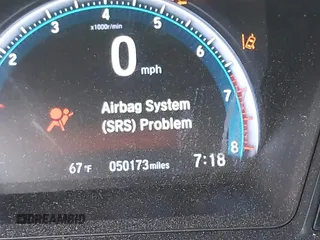 4
x1000r/min
5
3
6
2
0
mph
7
Airbag System
(SRS) Problem
8
67°F
050173miles
7:18
DREAMBID